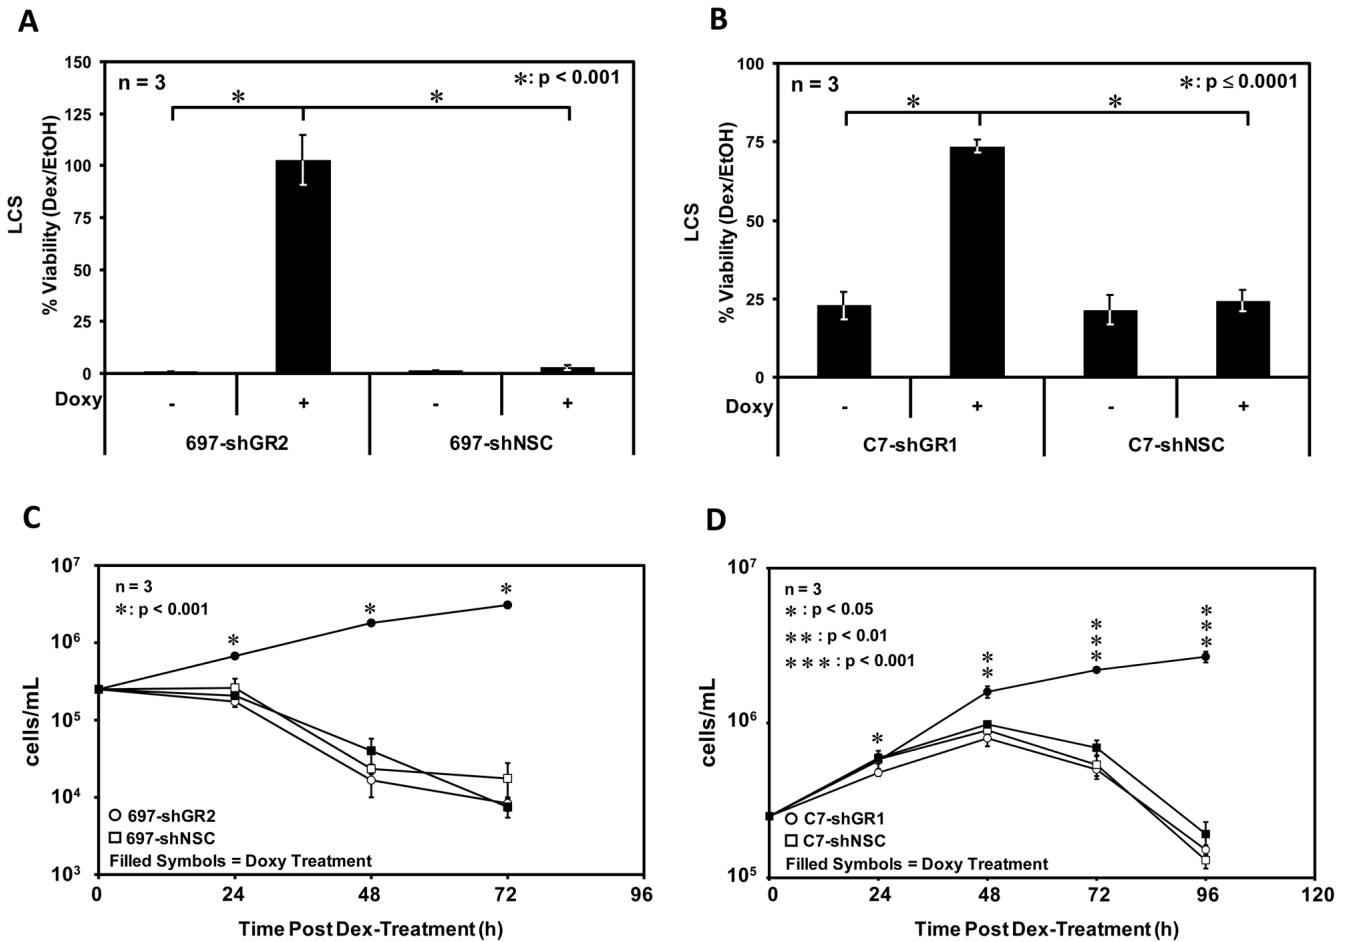 A
n = 3
*: p < 0.001
*
*
LCS
% Viability (Dex/EtOH)
150
125
100
75
50
25
0
Doxy
- + - +
697-shGR2 697-shNSC
B
n = 3
*: p ≤ 0.0001
*
*
LCS
% Viability (Dex/EtOH)
100
75
50
25
0
Doxy
- + - +
C7-shGR1 C7-shNSC
C
n = 3
*: p < 0.001
*
*
*
cells/mL
10⁷
10⁶
10⁵
10⁴
10³
697-shGR2
697-shNSC
Filled Symbols = Doxy Treatment
0 24 48 72 96
Time Post Dex-Treatment (h)
D
n = 3
* : p < 0.05
** : p < 0.01
*** : p < 0.001
*
**
***
***
cells/mL
10⁷
10⁶
10⁵
C7-shGR1
C7-shNSC
Filled Symbols = Doxy Treatment
0 24 48 72 96 120
Time Post Dex-Treatment (h)